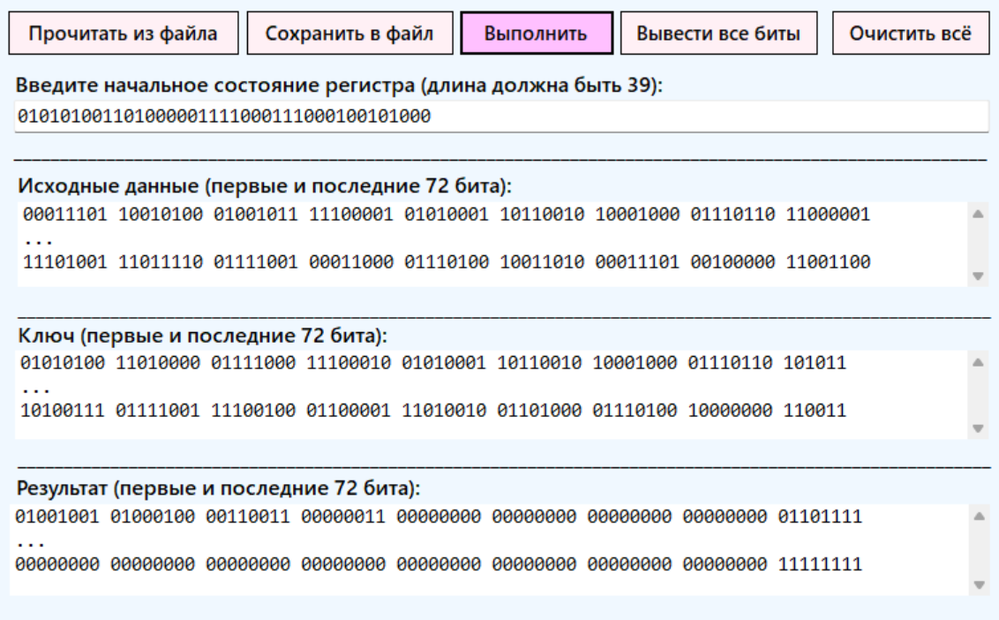 Прочитать из файла Сохранить в файл Выполнить Вывести все биты Очистить всё
Введите начальное состояние регистра (длина должна быть 39):
010101001101000001111000111000100101000
Исходные данные (первые и последние 72 бита):
00011101 10010100 01001011 11100001 01010001 10110010 10001000 01110110 11000001
...
11101001 11011110 01111001 00011000 01110100 10011010 00011101 00100000 11001100
Ключ (первые и последние 72 бита):
01010100 11010000 01111000 11100010 01010001 10110010 10001000 01110110 101011
...
10100111 01111001 11100100 01100001 11010010 01101000 01110100 10000000 110011
Результат (первые и последние 72 бита):
01001001 01000100 00110011 00000011 00000000 00000000 00000000 00000000 01101111
...
00000000 00000000 00000000 00000000 00000000 00000000 00000000 00000000 11111111